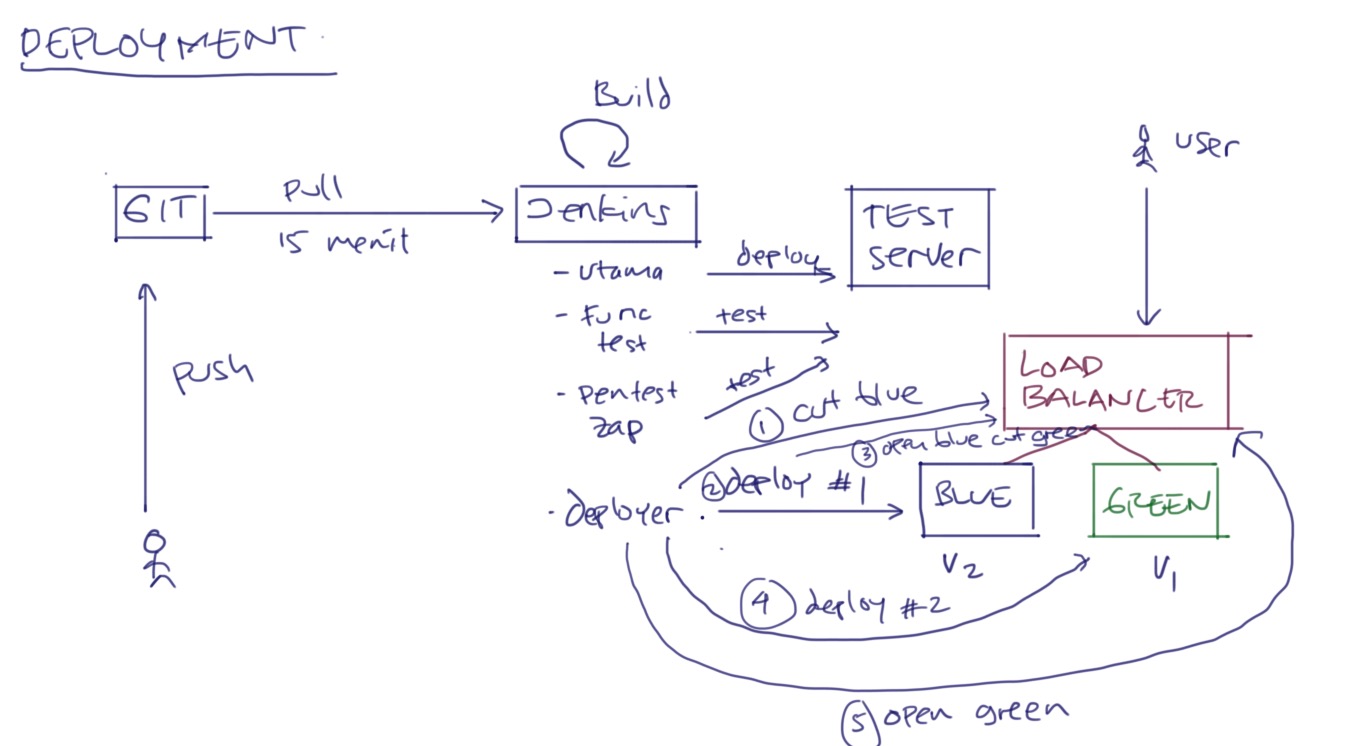 DEPLOYMENT
Build
user
GIT
pull
15 menit
Jenkins
TEST
server
- utama
deploy
- func
test
test
- pentest
zap
test
push
LOAD
BALANCER
① cut blue
③ open blue cut green
② deploy #1
- deployer
BLUE
GREEN
V2
V1
④ deploy #2
⑤ open green